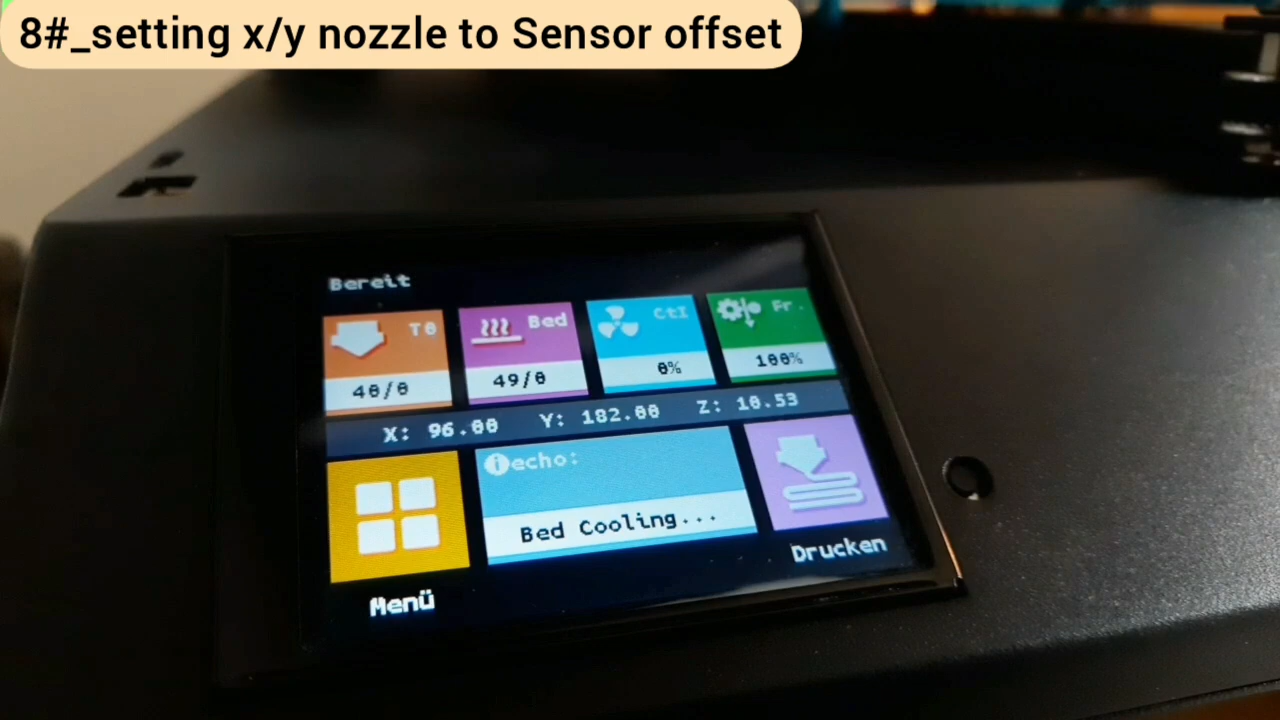 8#_setting x/y nozzle to Sensor offset
Bereit
T0 Bed CtI Fr.
40/0 49/0 0% 100%
X: 96.00 Y: 182.00 Z: 10.53
echo:
Bed Cooling...
Drucken
Menü